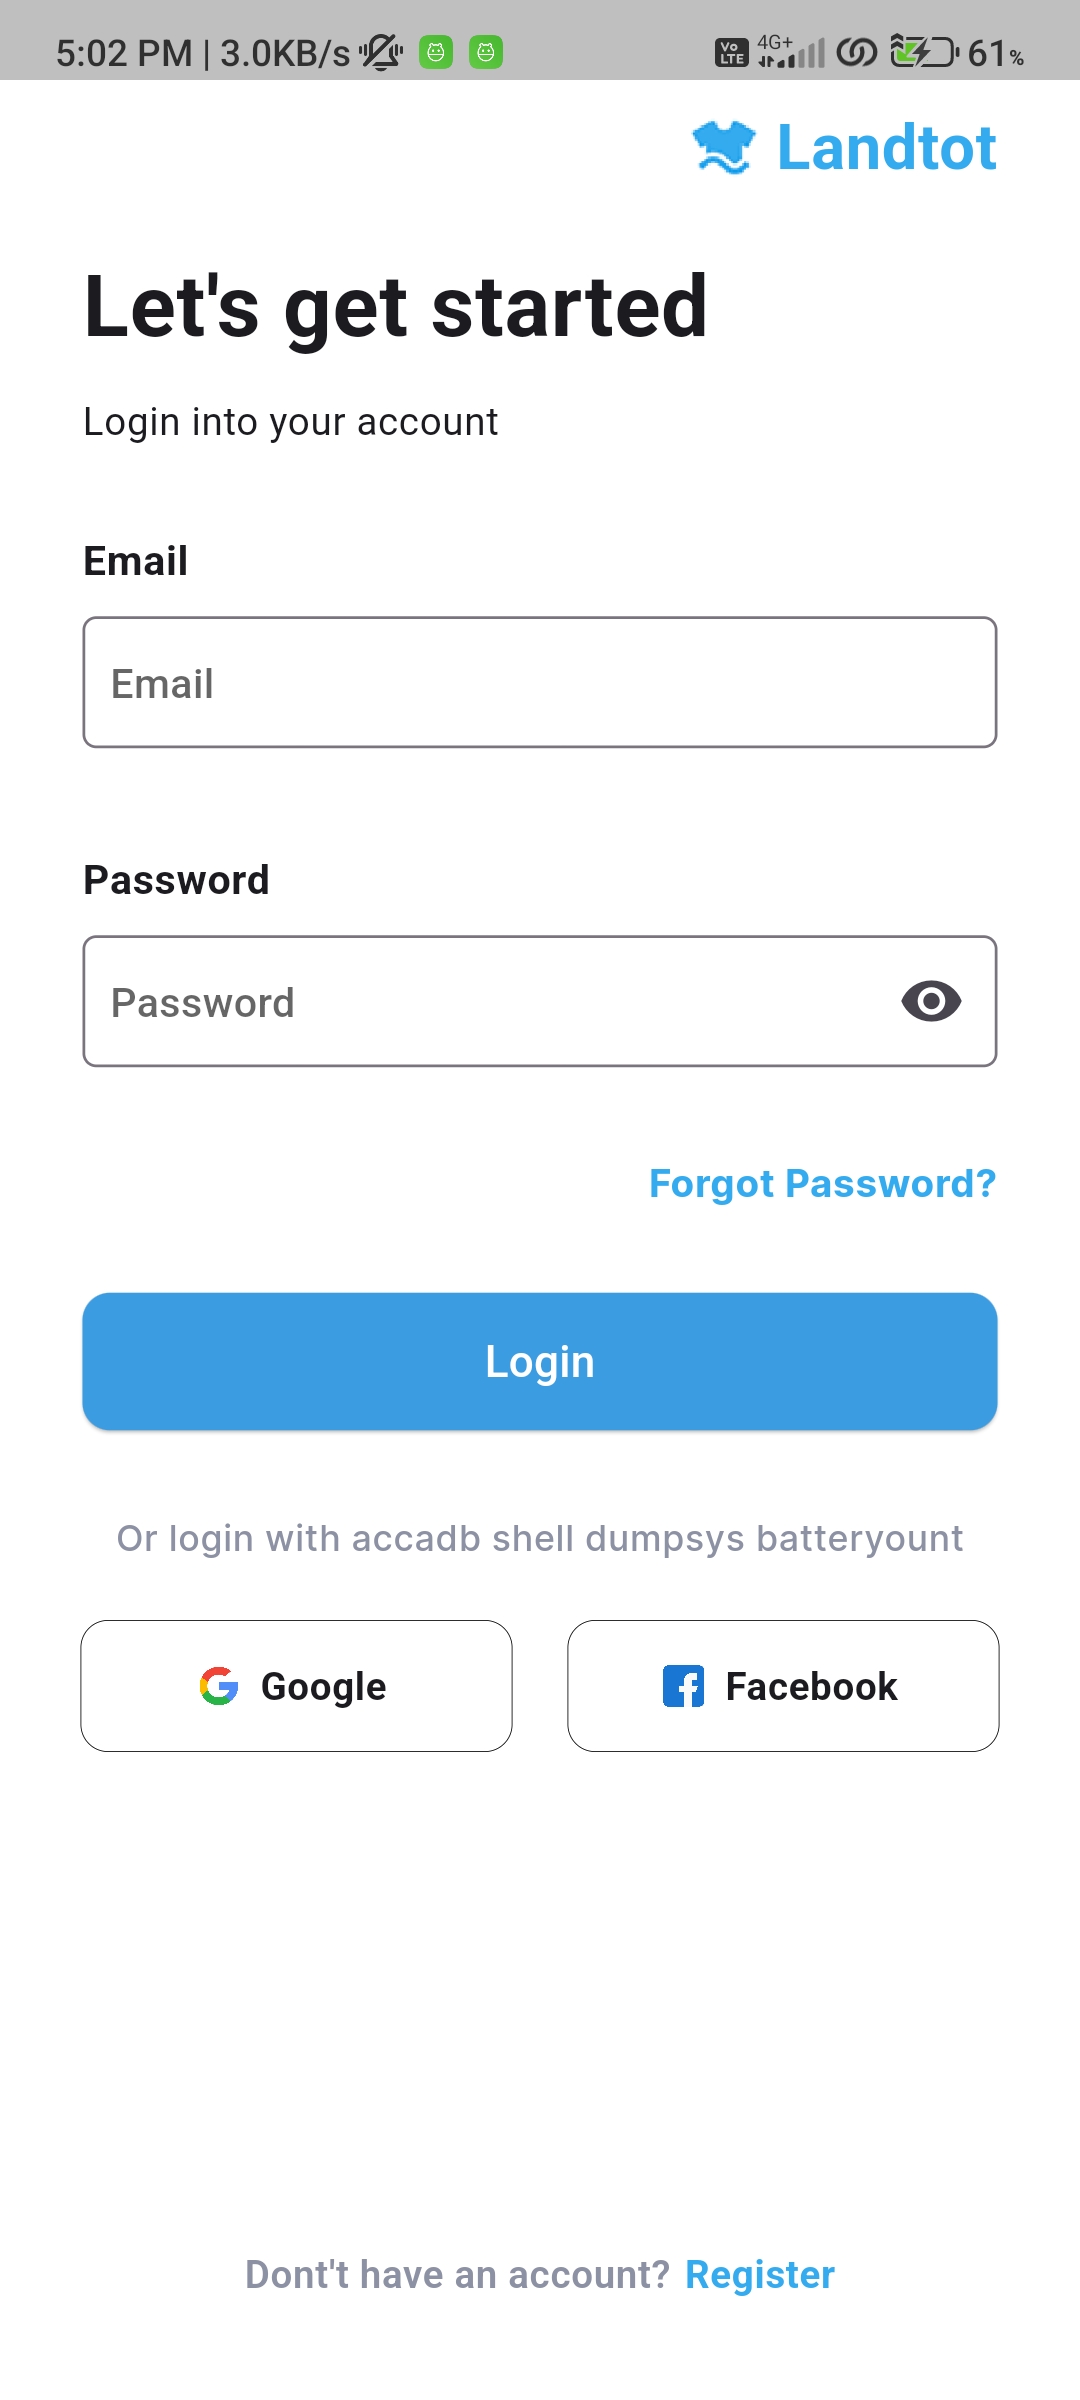 5:02 PM | 3.0KB/s Vo LTE 4G+ 61%
Landtot
Let's get started
Login into your account
Email
Email
Password
Password
Forgot Password?
Login
Or login with accadb shell dumpsys batteryount
Google Facebook
Dont't have an account? Register